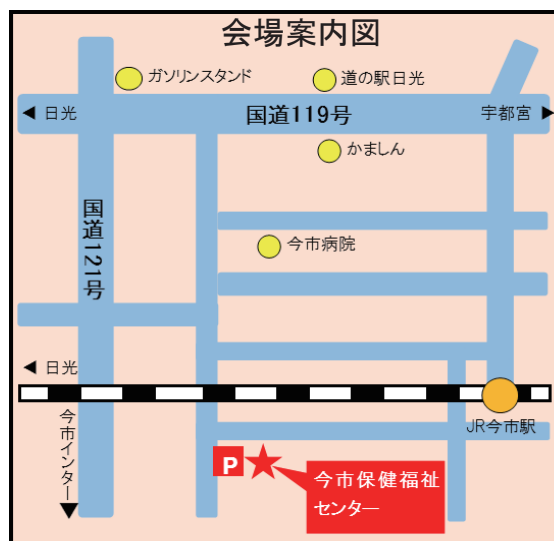 会場案内図
ガソリンスタンド
道の駅日光
◀ 日光
国道119号
宇都宮 ▶
かましん
国道121号
今市病院
◀ 日光
今市インター▼
JR今市駅
P
今市保健福祉
センター